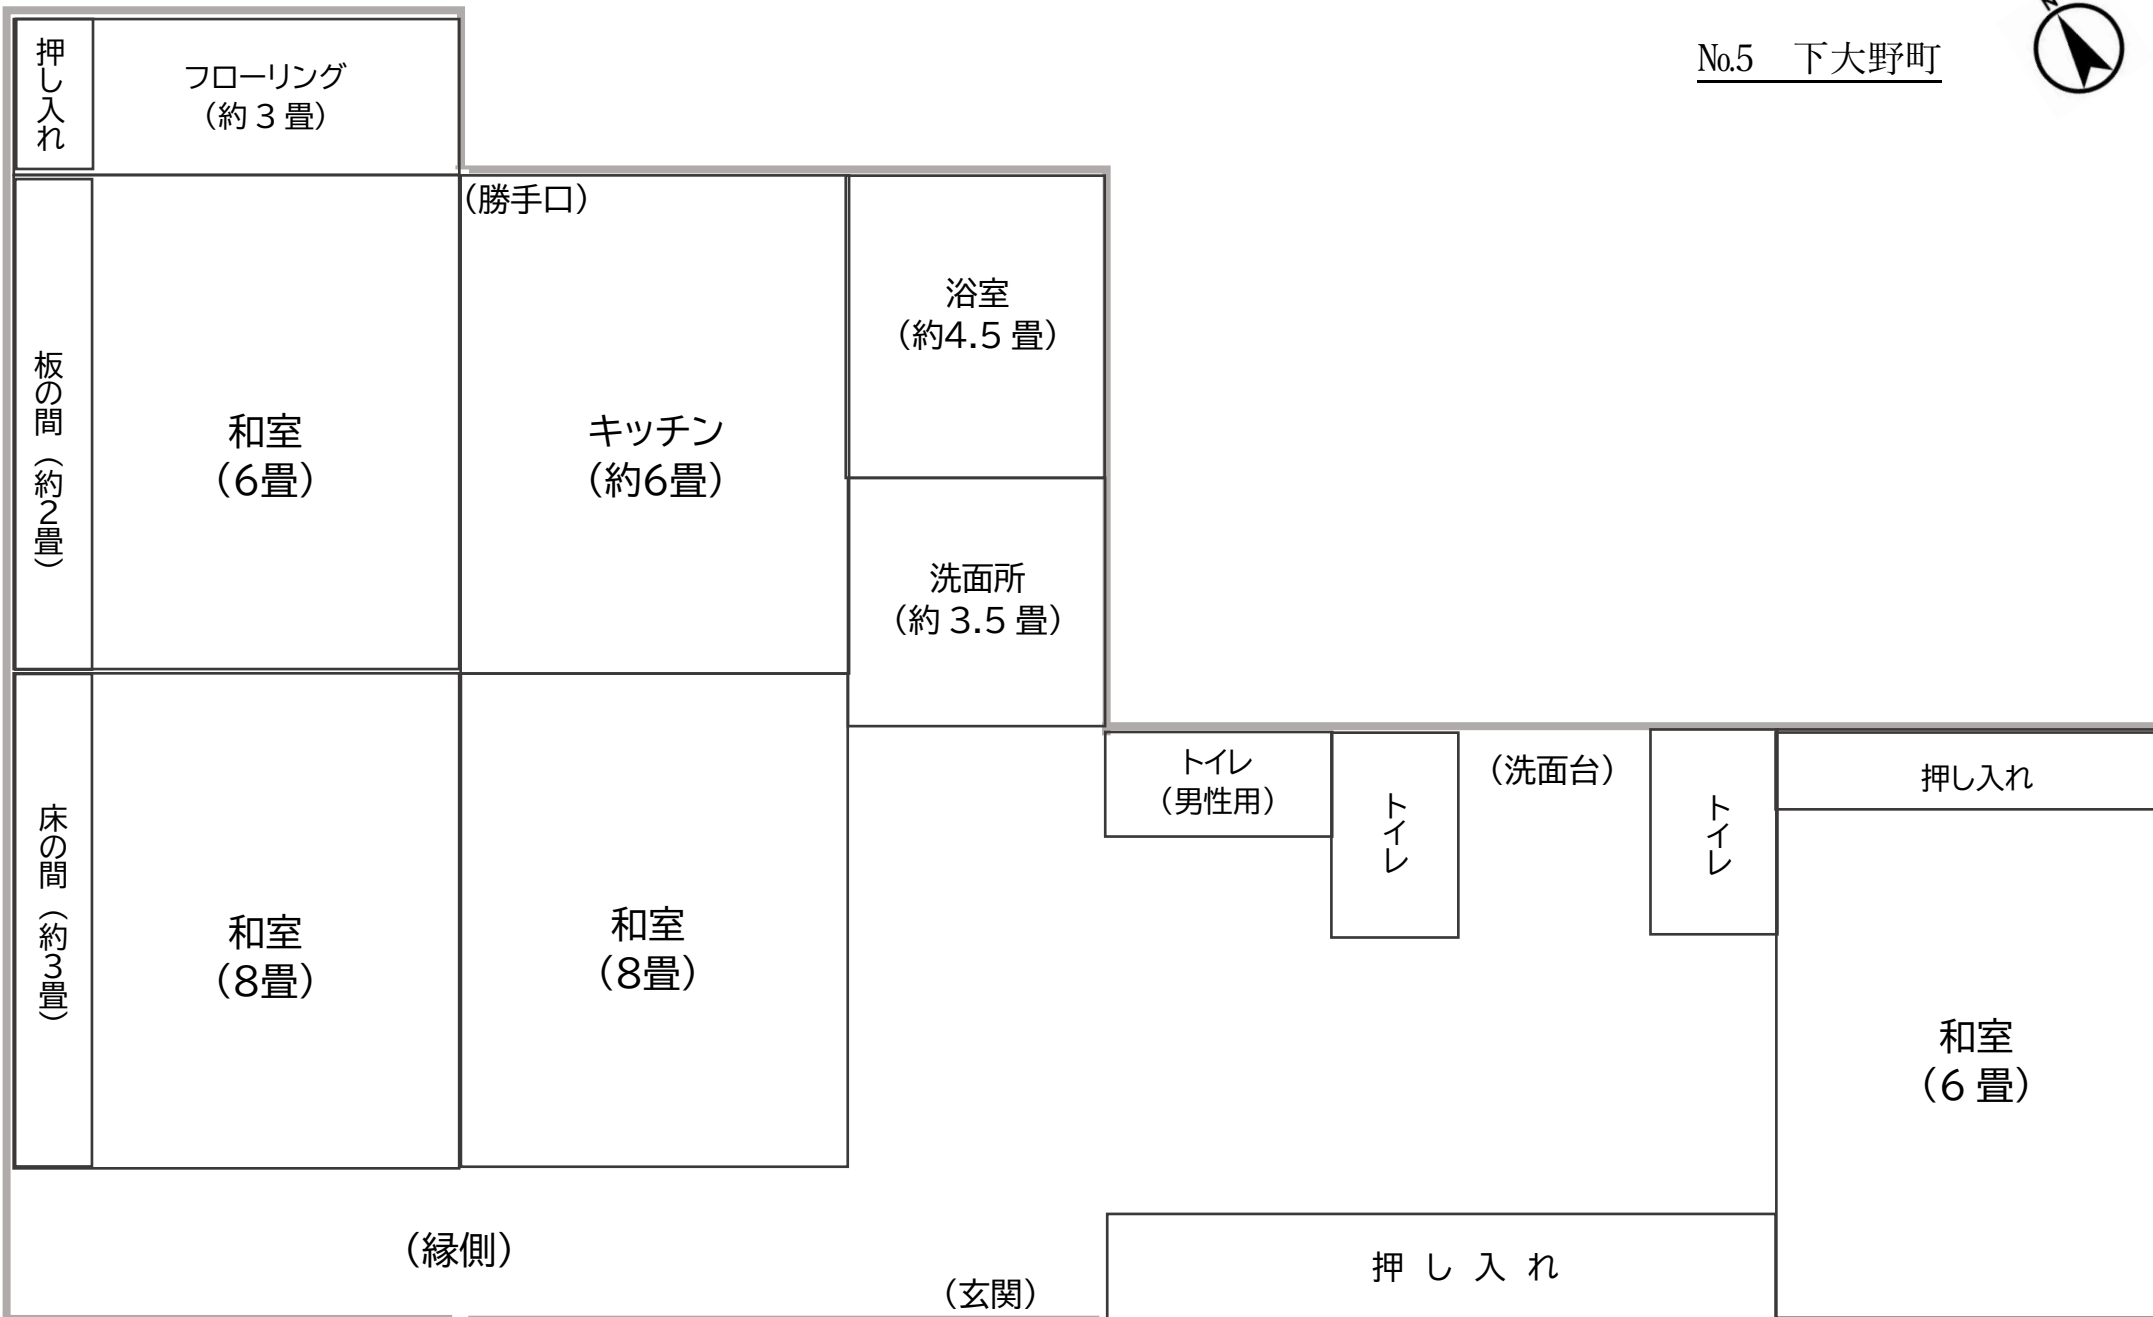 N
№5　下大野町
押し入れ
フローリング
（約 3 畳）
（勝手口）
板の間（約2畳）
和室
（6畳）
キッチン
（約6畳）
浴室
（約4.5 畳）
洗面所
（約 3.5 畳）
床の間（約3畳）
和室
（8畳）
和室
（8畳）
トイレ
（男性用）
トイレ
（洗面台）
トイレ
押し入れ
和室
（6 畳）
（縁側）
（玄関）
押 し 入 れ